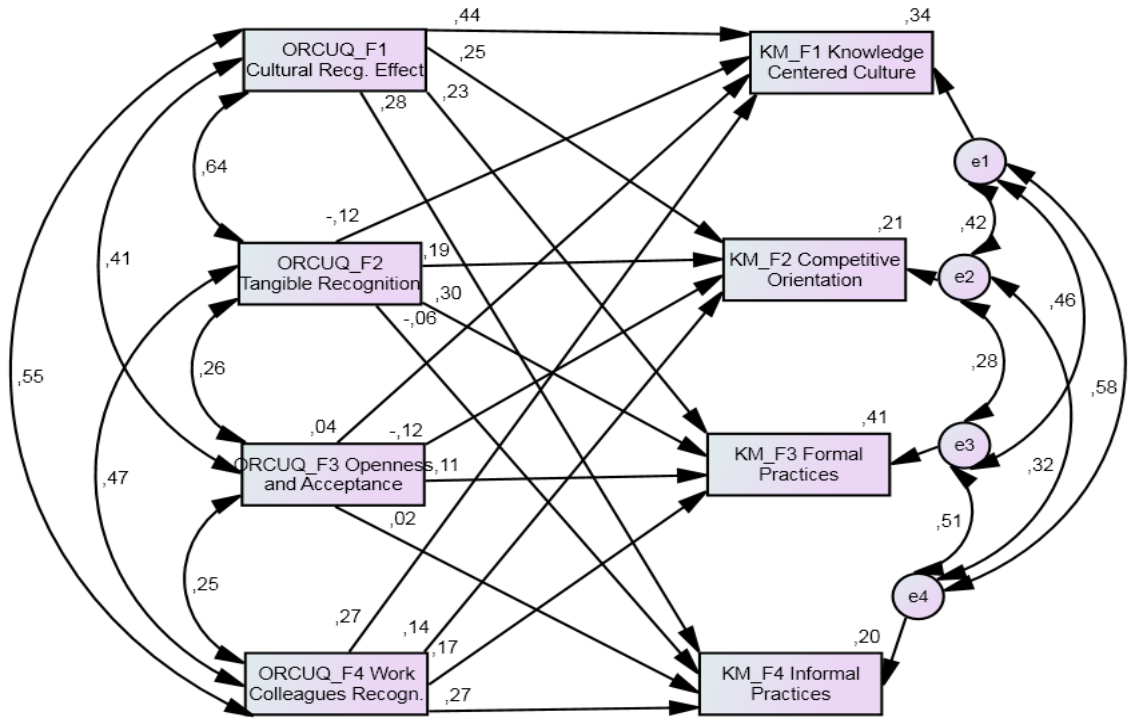 ,44
,34
ORCUQ_F1
Cultural Recg. Effect
,25
KM_F1 Knowledge
Centered Culture
,23
,28
e1
,64
-,12
,42
,21
,41
ORCUQ_F2
Tangible Recognition
,19
KM_F2 Competitive
Orientation
e2
,30
-,06
,46
,26
,55
,28
,58
,04
-,12
,41
ORCUQ_F3 Openness
and Acceptance
,11
KM_F3 Formal
Practices
e3
,47
,32
,02
,51
,25
e4
,27
,14
,17
,20
ORCUQ_F4 Work
Colleagues Recogn.
,27
KM_F4 Informal
Practices